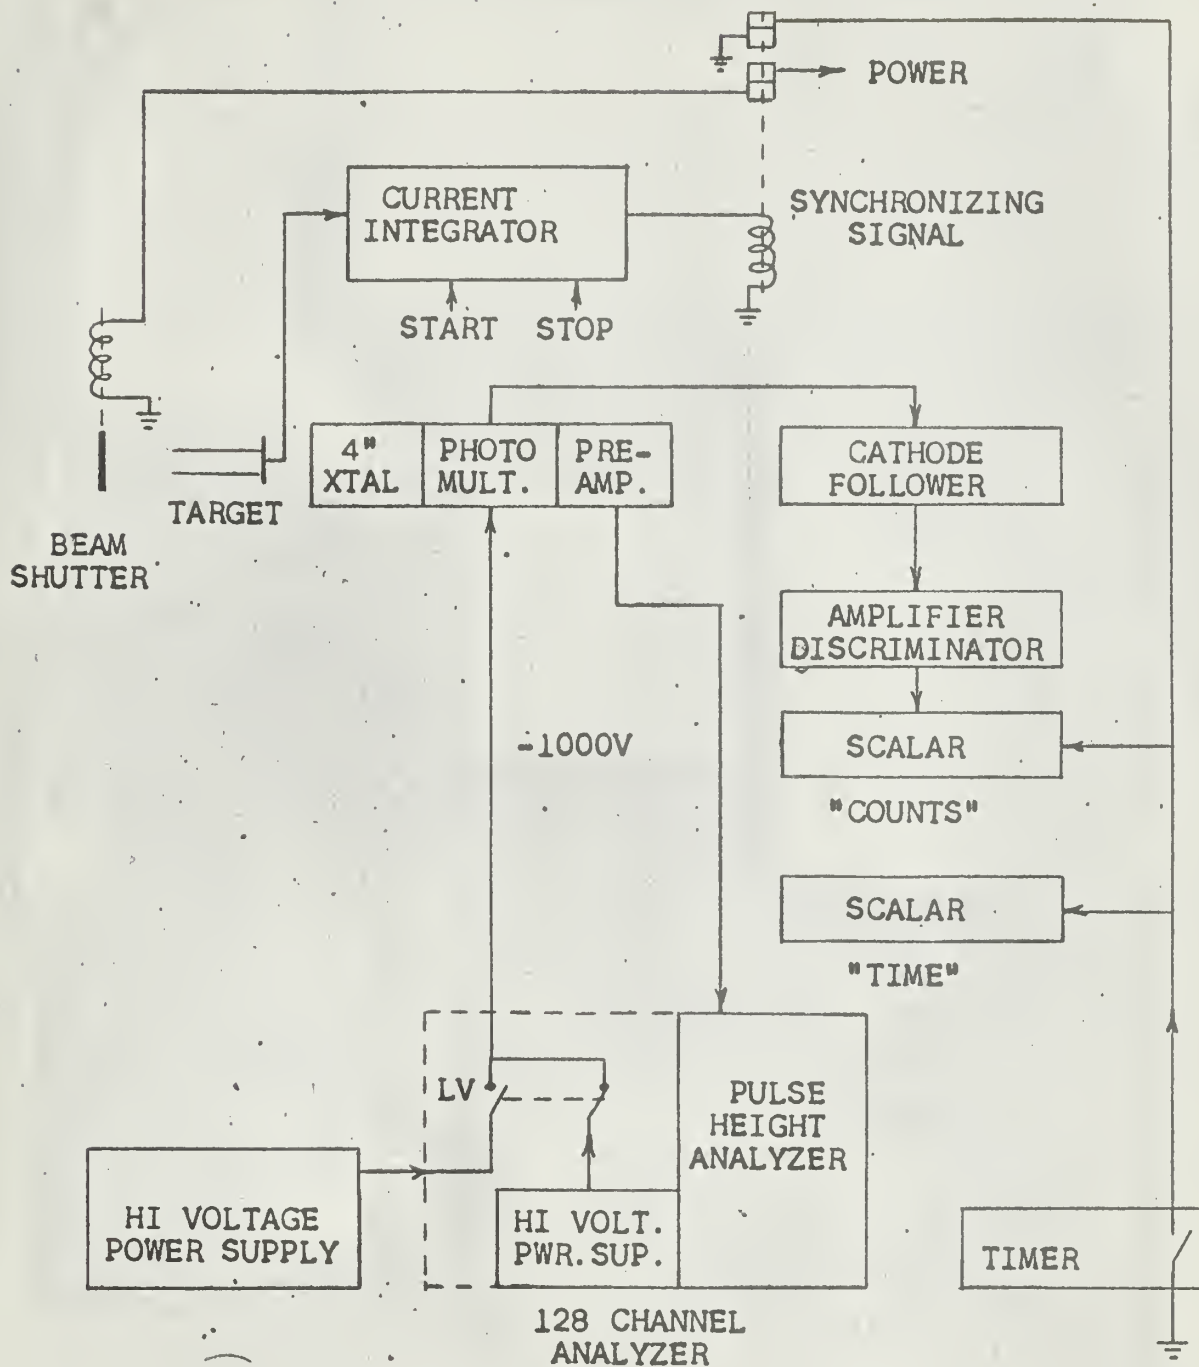 POWER
CURRENT
INTEGRATOR
SYNCHRONIZING
SIGNAL
START STOP
4"
XTAL
PHOTO
MULT.
PRE-
AMP.
CATHODE
FOLLOWER
TARGET
BEAM
SHUTTER
AMPLIFIER
DISCRIMINATOR
-1000V
SCALAR
"COUNTS"
SCALAR
"TIME"
LV
PULSE
HEIGHT
ANALYZER
HI VOLTAGE
POWER SUPPLY
HI VOLT.
PWR.SUP.
TIMER
128 CHANNEL
ANALYZER